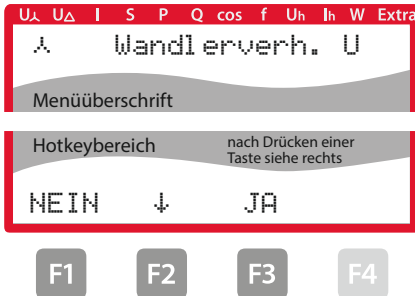 U⅄ U∆ I S P Q cos f Uh Ih W Extra
⅄ Wandlerverh. U
Menüüberschrift
Hotkeybereich
nach Drücken einer
Taste siehe rechts
NEIN ↓ JA
F1 F2 F3 F4